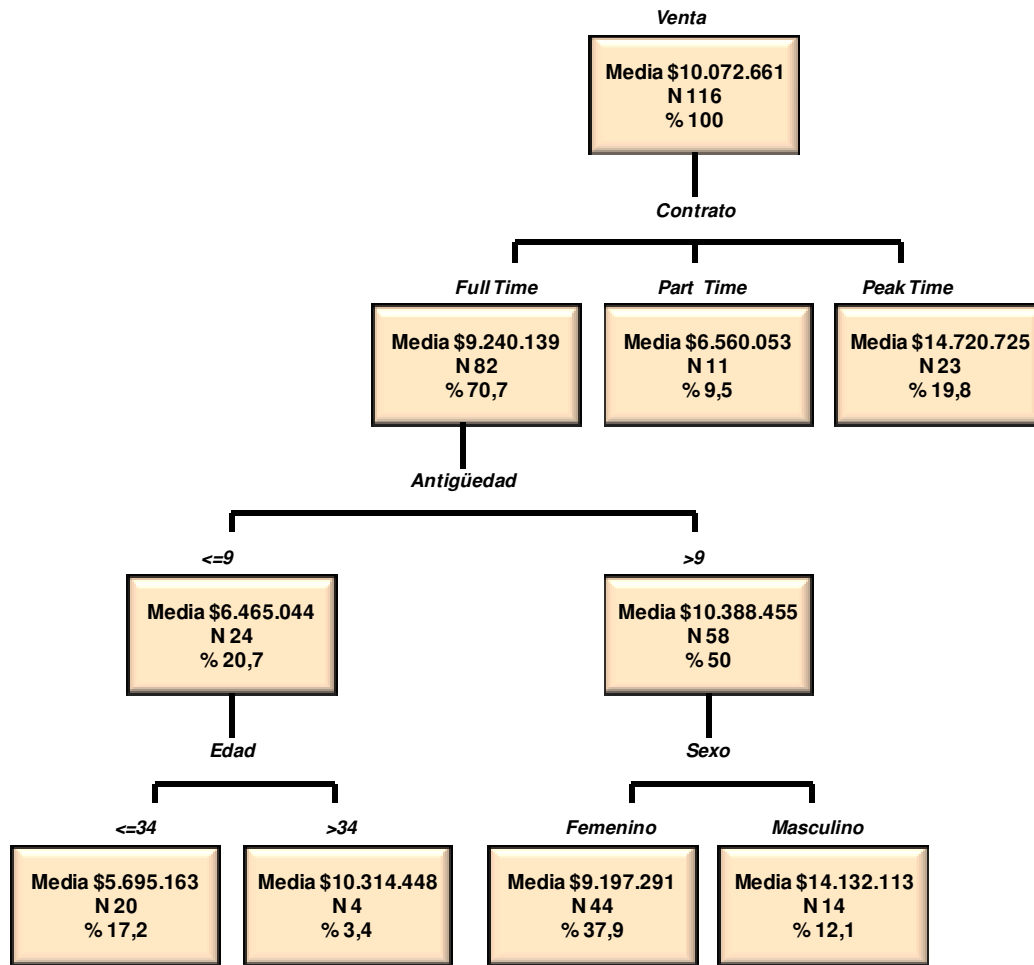 Venta
Media $10.072.661
N 116
% 100
Contrato
Full Time
Part Time
Peak Time
Media $9.240.139
N 82
% 70,7
Media $6.560.053
N 11
% 9,5
Media $14.720.725
N 23
% 19,8
Antigüedad
<=9
>9
Media $6.465.044
N 24
% 20,7
Media $10.388.455
N 58
% 50
Edad
Sexo
<=34
>34
Femenino
Masculino
Media $5.695.163
N 20
% 17,2
Media $10.314.448
N 4
% 3,4
Media $9.197.291
N 44
% 37,9
Media $14.132.113
N 14
% 12,1